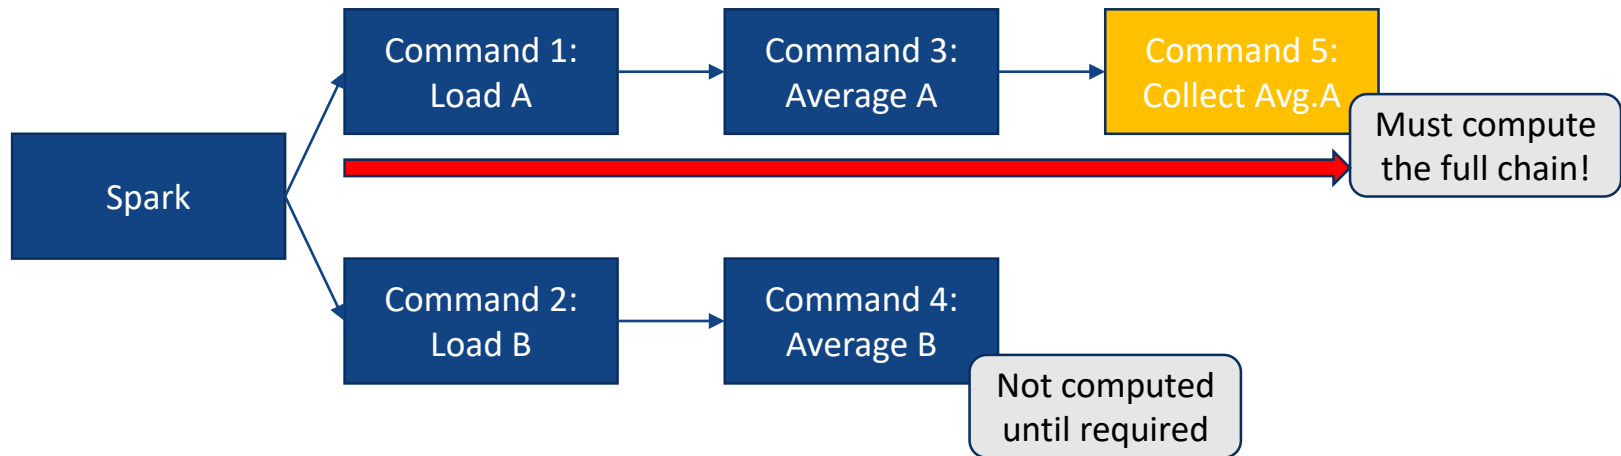 Command 1:
Load A
Command 3:
Average A
Command 5:
Collect Avg.A
Must compute
the full chain!
Spark
Command 2:
Load B
Command 4:
Average B
Not computed
until required